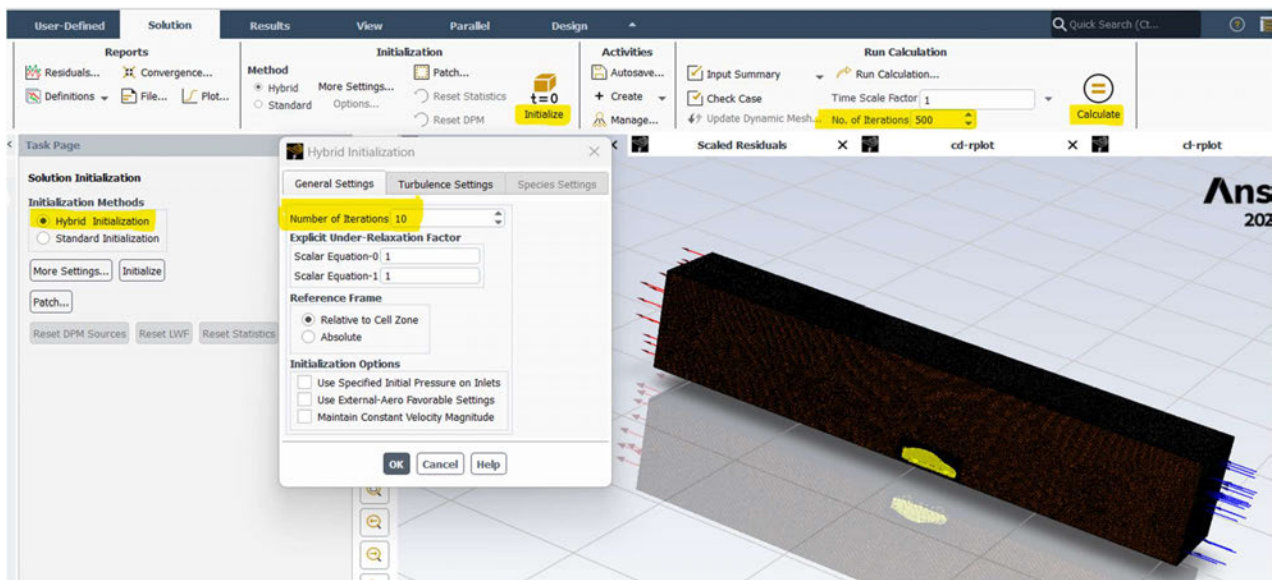 User-Defined Solution Results View Parallel Design
Quick Search (Ct...
Reports
Residuals... Convergence...
Definitions File... Plot...
Initialization
Method
Hybrid More Settings...
Standard Options...
Patch...
Reset Statistics
Reset DPM
t=0
Initialize
Activities
Autosave...
Create
Manage...
Run Calculation
Input Summary Run Calculation...
Check Case Time Scale Factor 1
Update Dynamic Mesh... No. of Iterations 500
Calculate
Task Page
Scaled Residuals cd-rplot cl-rplot
Solution Initialization
Initialization Methods
Hybrid Initialization
Standard Initialization
More Settings... Initialize
Patch...
Reset DPM Sources Reset LWF Reset Statistics
Hybrid Initialization
General Settings Turbulence Settings Species Settings
Number of Iterations 10
Explicit Under-Relaxation Factor
Scalar Equation-0 1
Scalar Equation-1 1
Reference Frame
Relative to Cell Zone
Absolute
Initialization Options
Use Specified Initial Pressure on Inlets
Use External-Aero Favorable Settings
Maintain Constant Velocity Magnitude
OK Cancel Help
Ans
202